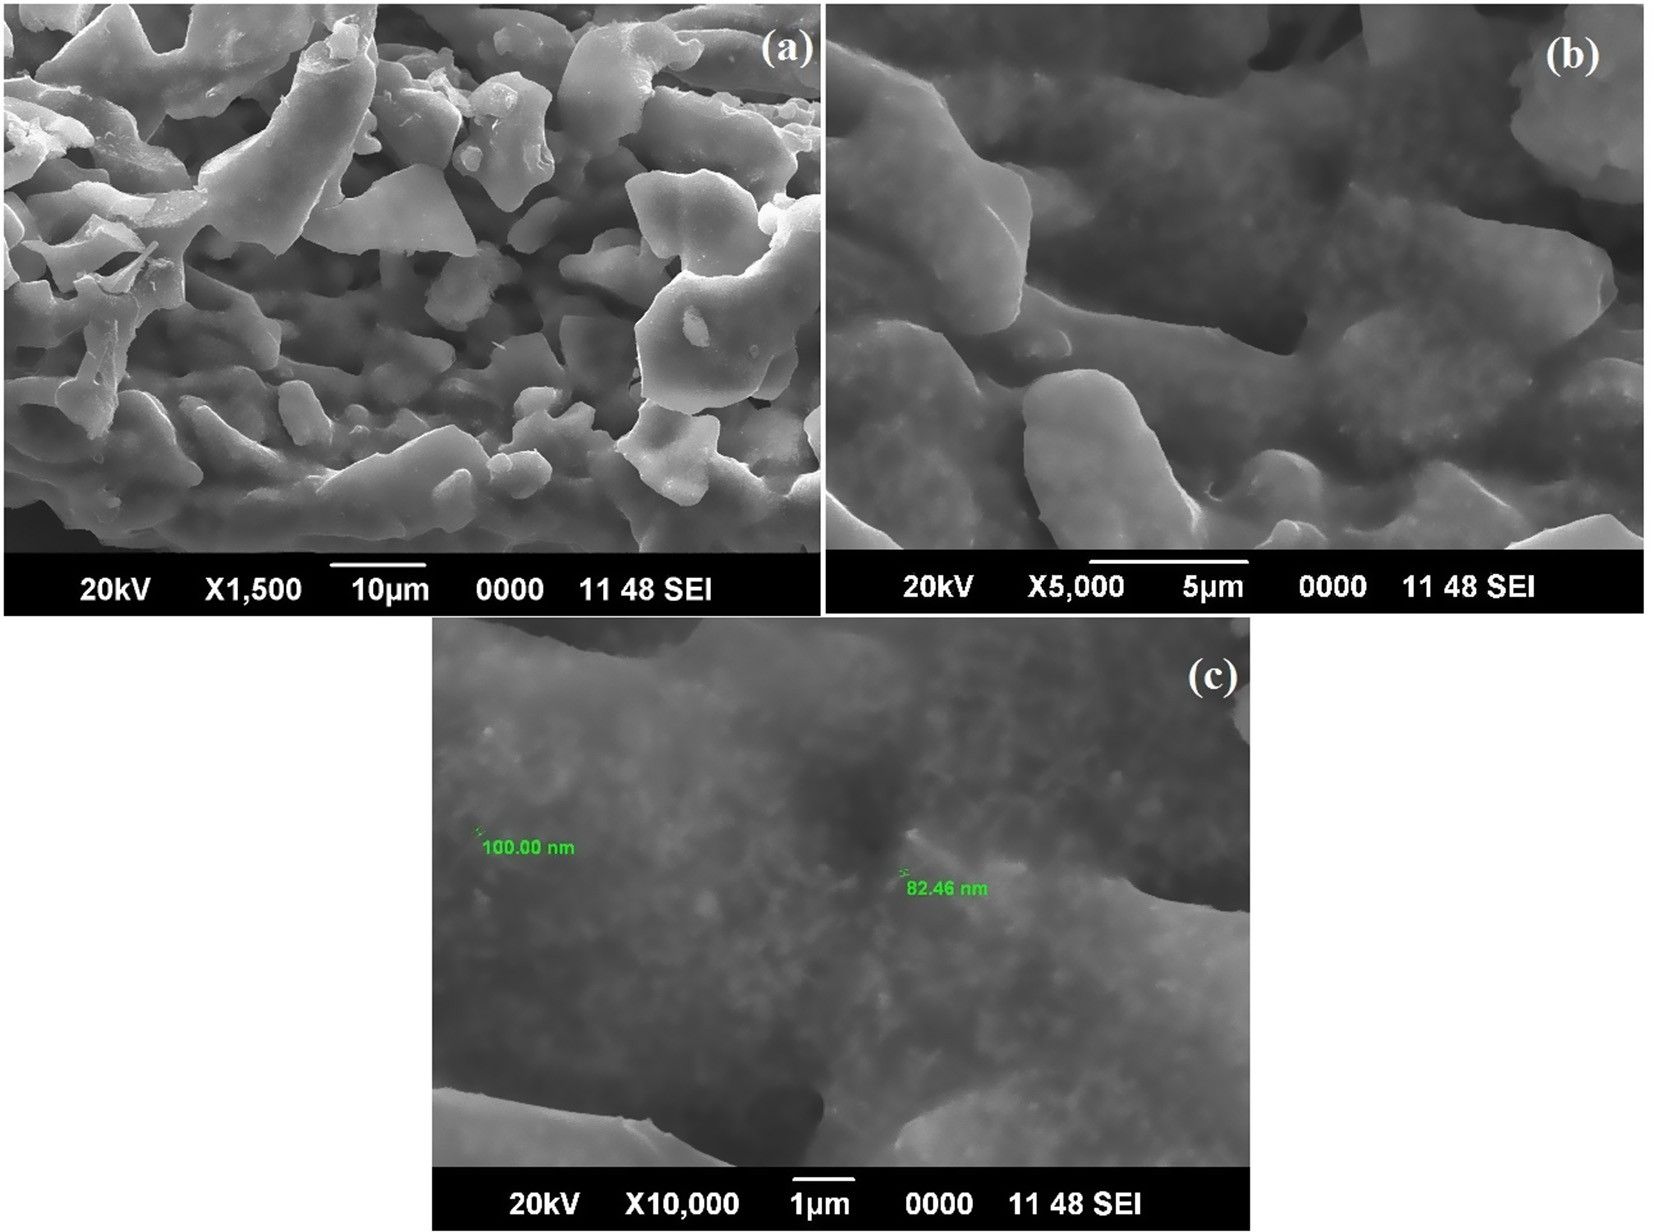 (a)
20kV X1,500 10μm 0000 11 48 SEI
(b)
20kV X5,000 5μm 0000 11 48 SEI
(c)
100.00 nm
82.46 nm
20kV X10,000 1μm 0000 11 48 SEI